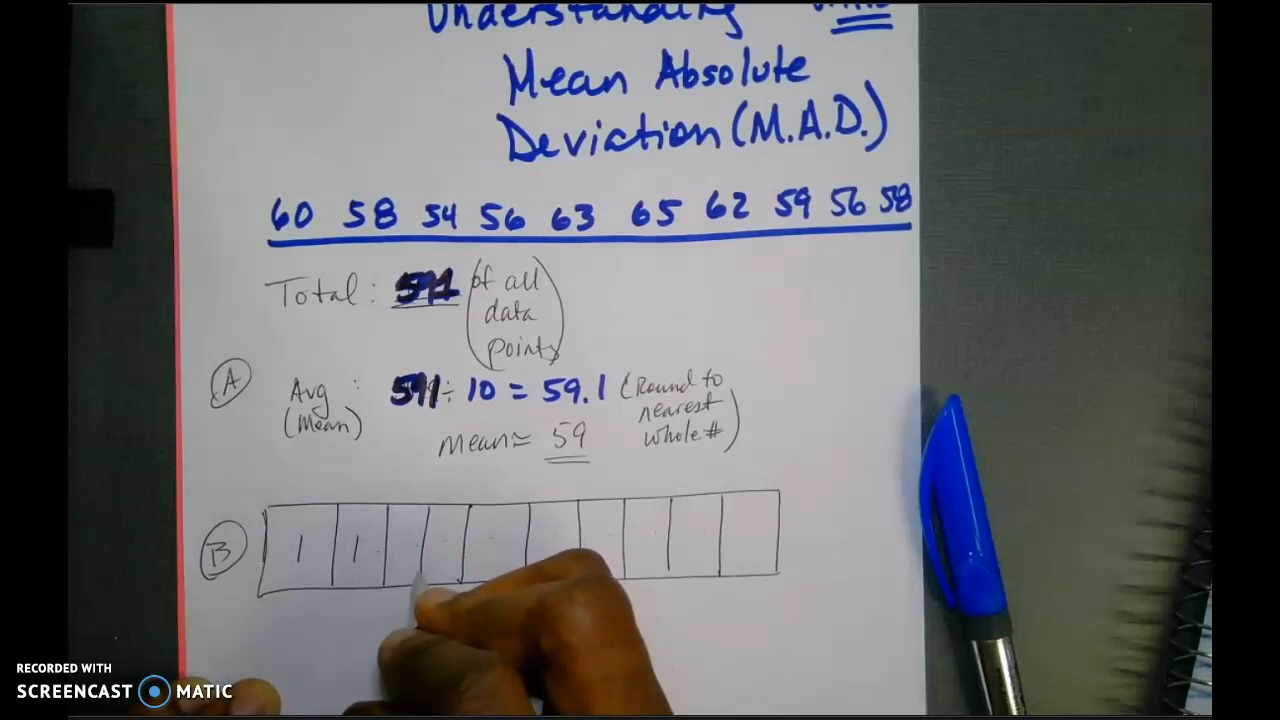 Understanding
Mean Absolute
Deviation (M.A.D.)
60 58 54 56 63 65 62 59 56 58
Total: 591 (of all
data
points)
A Avg : 591 ÷ 10 = 59.1 (Round to
(Mean) nearest
Mean ≈ 59 whole #)
B 1 1
RECORDED WITH
SCREENCAST MATIC